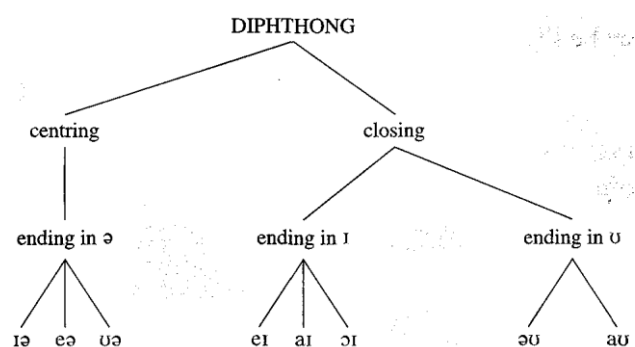 DIPHTHONG
centring closing
ending in ə ending in ɪ ending in ʊ
ɪə eə ʊə eɪ aɪ ɔɪ əʊ aʊ